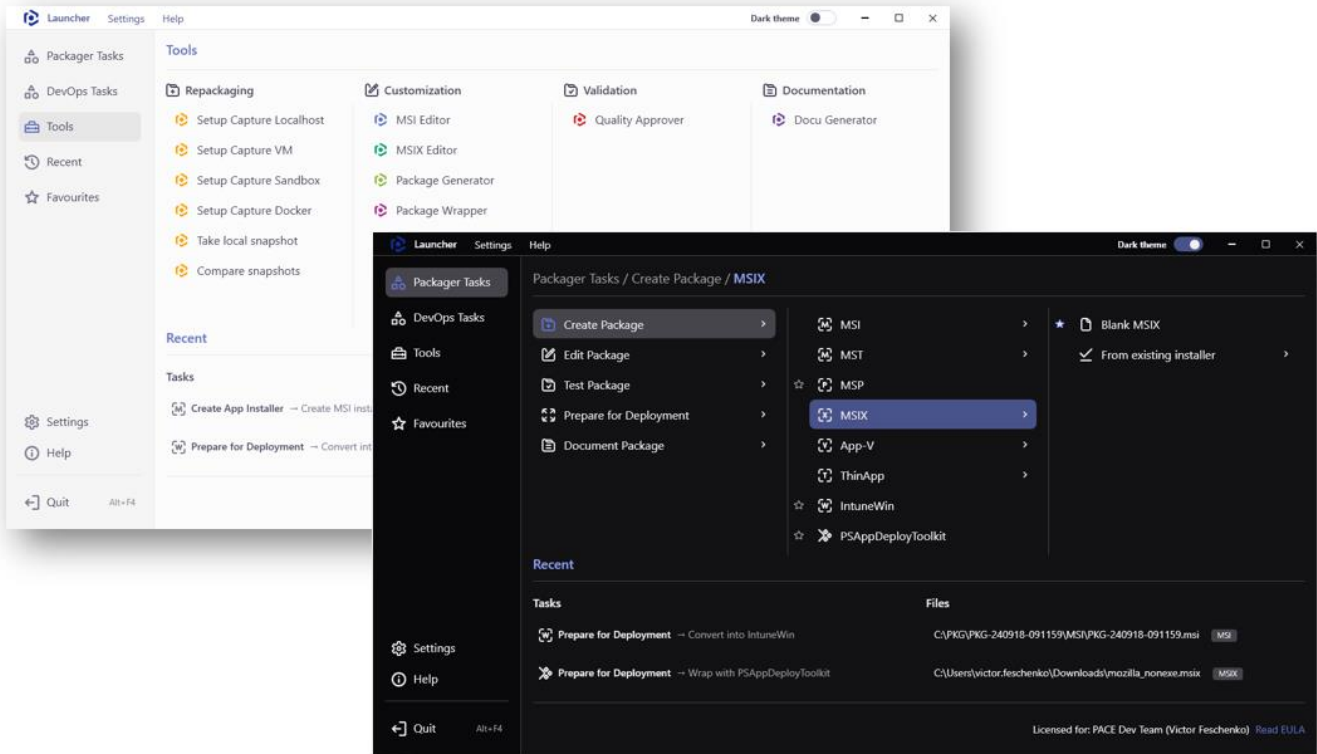 Launcher Settings Help Dark theme
Packager Tasks
DevOps Tasks
Tools
Recent
Favourites
Settings
Help
Quit Alt+F4
Tools
Repackaging
Setup Capture Localhost
Setup Capture VM
Setup Capture Sandbox
Setup Capture Docker
Take local snapshot
Compare snapshots
Customization
MSI Editor
MSIX Editor
Package Generator
Package Wrapper
Validation
Quality Approver
Documentation
Docu Generator
Recent
Tasks
Create App Installer → Create MSI
Prepare for Deployment → Convert
Launcher Settings Help Dark theme
Packager Tasks
DevOps Tasks
Tools
Recent
Favourites
Settings
Help
Quit Alt+F4
Packager Tasks / Create Package / MSIX
Create Package
Edit Package
Test Package
Prepare for Deployment
Document Package
MSI
MST
MSP
MSIX
App-V
ThinApp
IntuneWin
PSAppDeployToolkit
Blank MSIX
From existing installer
Recent
Tasks
Prepare for Deployment → Convert into IntuneWin
Prepare for Deployment → Wrap with PSAppDeployToolkit
Files
C:\PKG\PKG-240918-091159\MSI\PKG-240918-091159.msi MSI
C:\Users\victor.feschenko\Downloads\mozilla_nonexe.msix MSIX
Licensed for: PACE Dev Team (Victor Feschenko) Read EULA